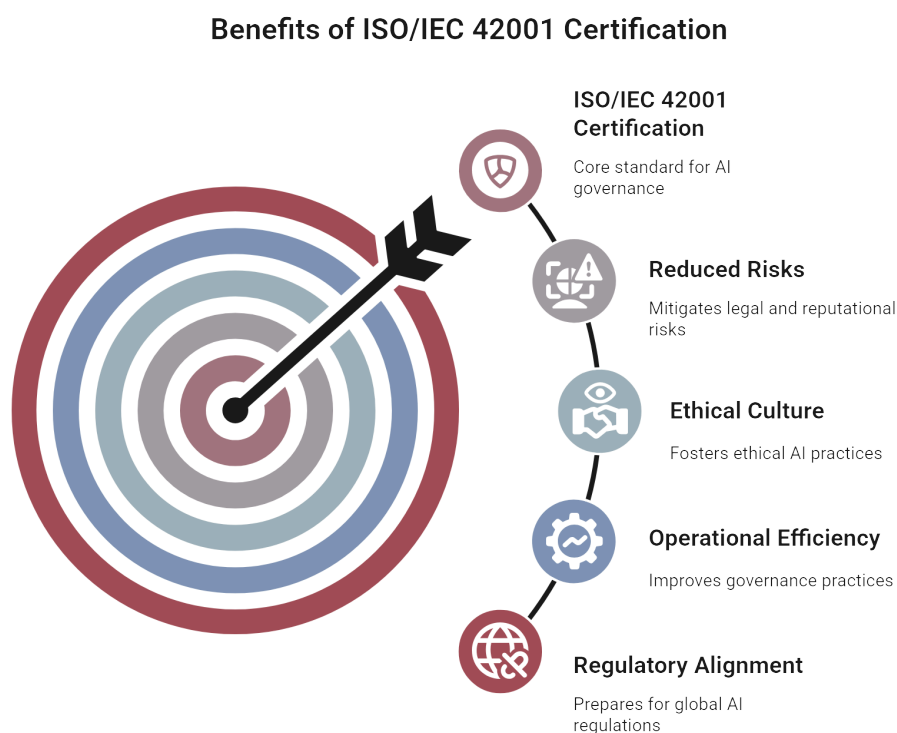 Benefits of ISO/IEC 42001 Certification
ISO/IEC 42001
Certification
Core standard for AI
governance
Reduced Risks
Mitigates legal and reputational
risks
Ethical Culture
Fosters ethical AI practices
Operational Efficiency
Improves governance practices
Regulatory Alignment
Prepares for global AI
regulations